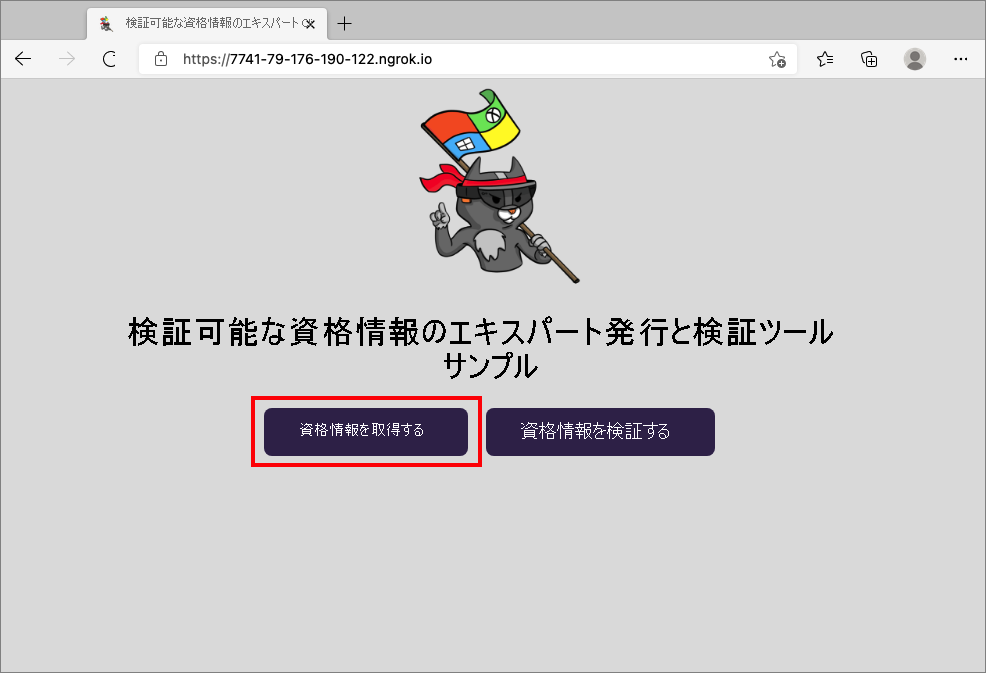 検証可能な資格情報のエキスパート
https://7741-79-176-190-122.ngrok.io
検証可能な資格情報のエキスパート発行と検証ツール
サンプル
資格情報を取得する
資格情報を検証する